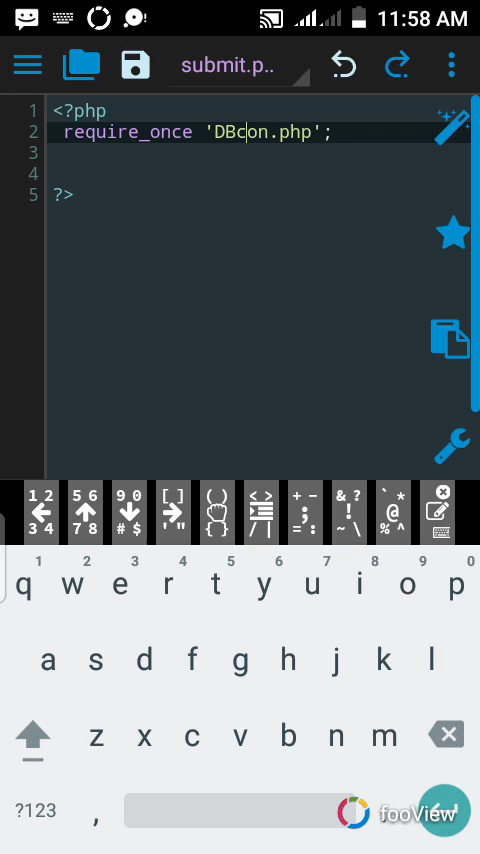 11:58 AM
submit.p..
1 <?php
2 require_once 'DBcon.php';
3
4
5 ?>
1 2 5 6 9 0 [ ] ( ) < > + - & ? ` *
; ! @
3 4 7 8 # $ ' " { } / | = : ~ \ % ^
1 2 3 4 5 6 7 8 9 0
q w e r t y u i o p
a s d f g h j k l
z x c v b n m
?123 , fooView